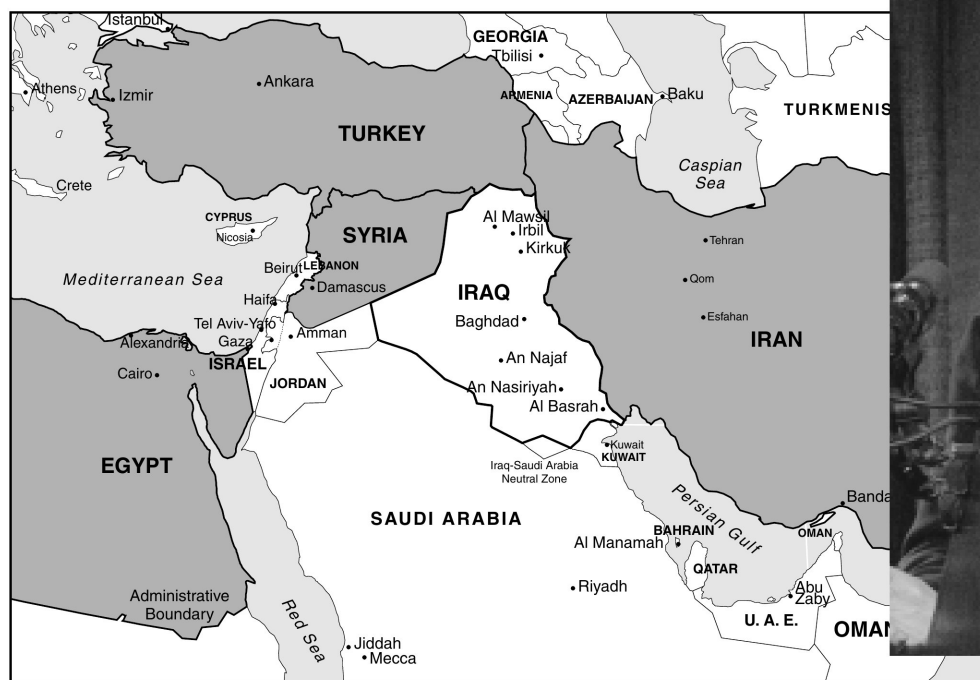 Istanbul
GEORGIA
Tbilisi
Athens
Izmir
Ankara
ARMENIA
AZERBAIJAN
Baku
TURKMENIS
TURKEY
Caspian
Sea
Crete
CYPRUS
Nicosia
SYRIA
Al Mawsil
Irbil
Kirkuk
Tehran
Mediterranean Sea
Beirut
LEBANON
Damascus
Qom
IRAQ
Haifa
Baghdad
Esfahan
Tel Aviv-Yafo
Amman
Alexandria
Gaza
IRAN
ISRAEL
An Najaf
Cairo
JORDAN
An Nasiriyah
Al Basrah
Kuwait
KUWAIT
EGYPT
Iraq-Saudi Arabia
Neutral Zone
Persian Gulf
Banda
SAUDI ARABIA
BAHRAIN
OMAN
Al Manamah
QATAR
Riyadh
Abu
Zaby
Administrative
Boundary
U. A. E.
OMAN
Red Sea
Jiddah
Mecca